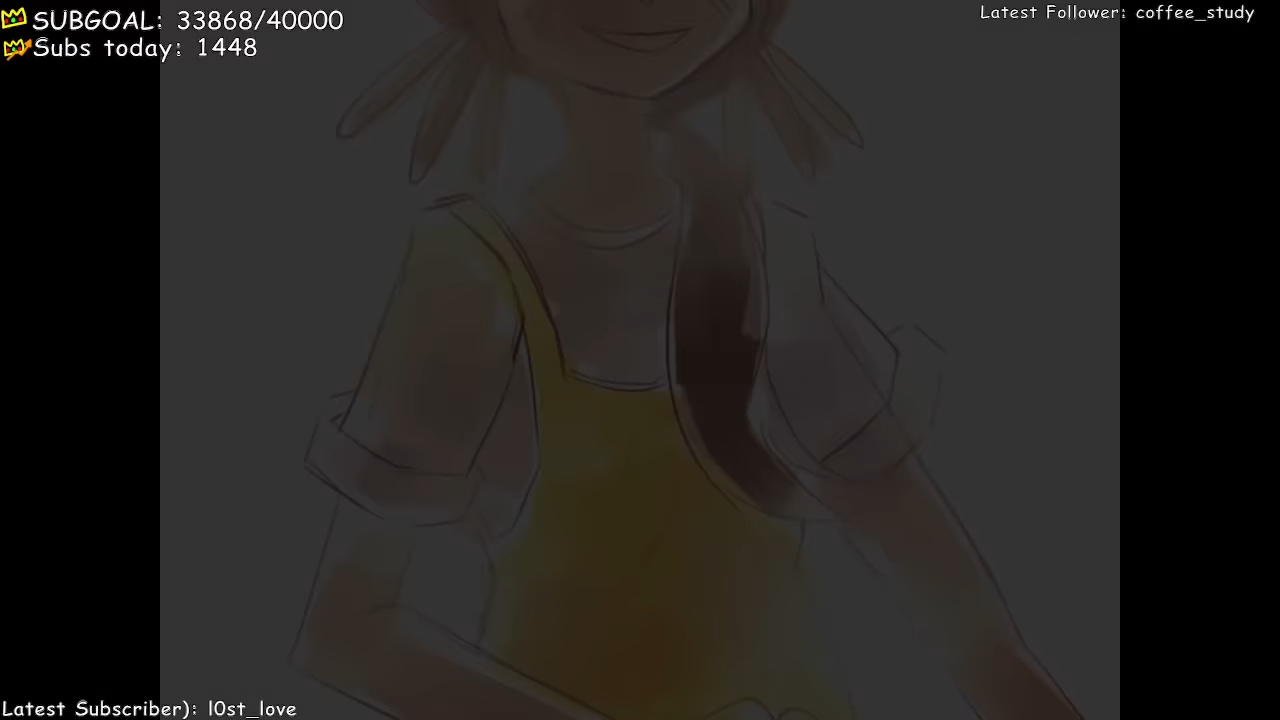 SUBGOAL: 33868/40000
Latest Follower: coffee_study
Subs today: 1448
Latest Subscriber): l0st_love